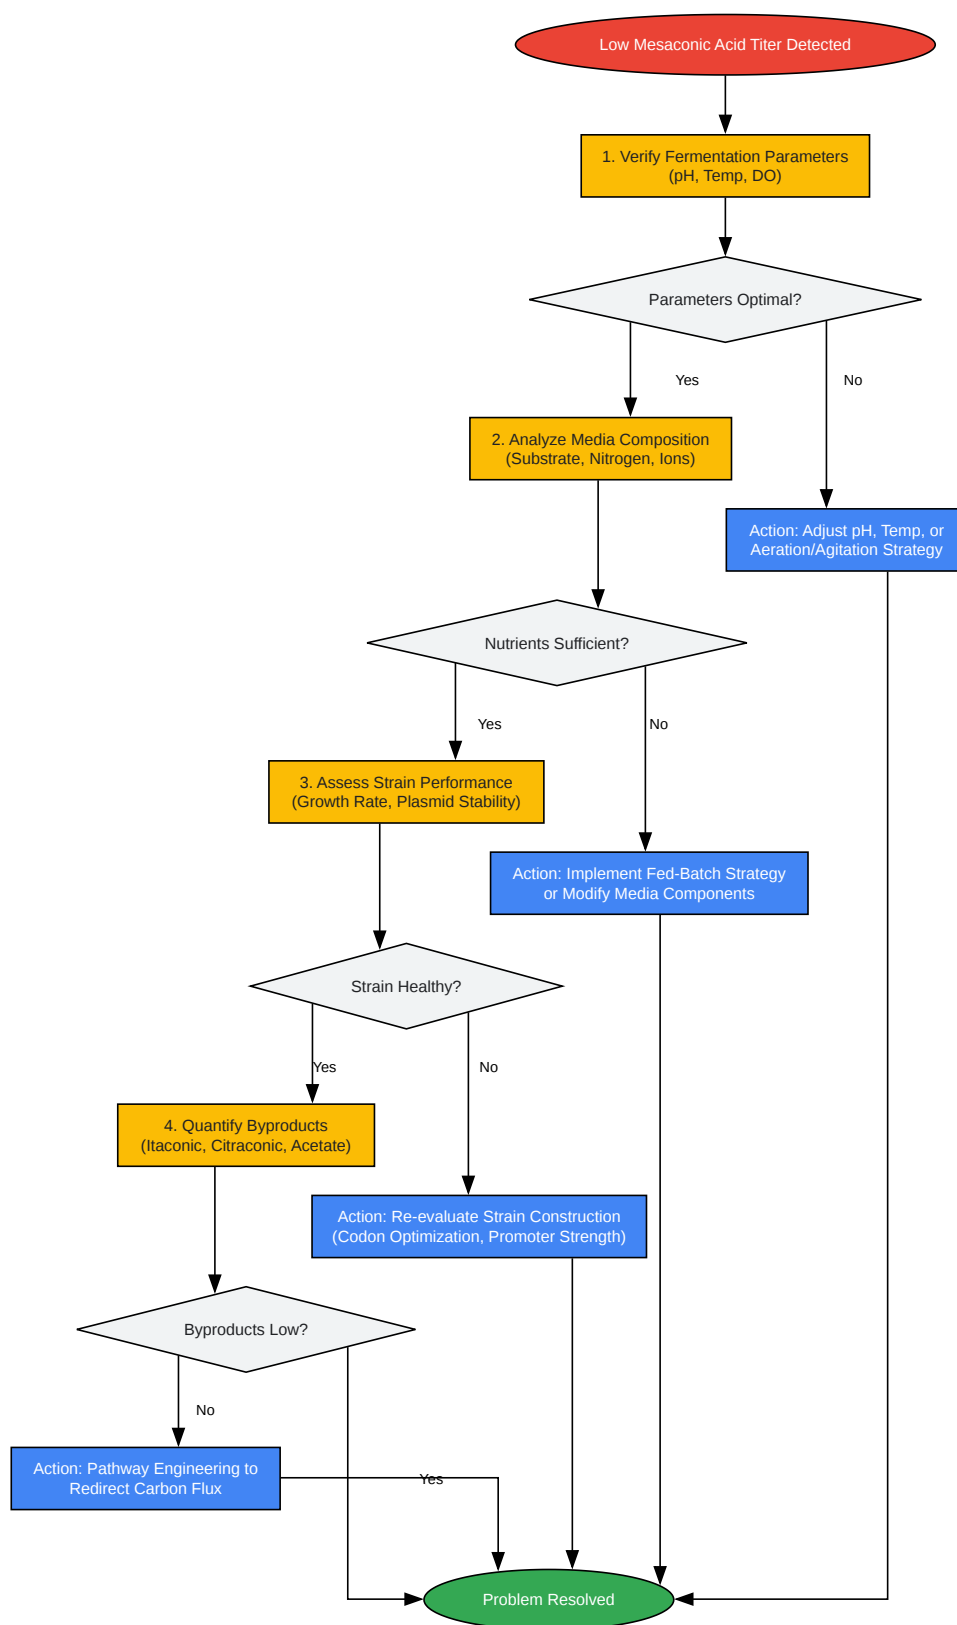 Low Mesaconic Acid Titer Detected
1. Verify Fermentation Parameters
(pH, Temp, DO)
Parameters Optimal?
Yes
No
2. Analyze Media Composition
(Substrate, Nitrogen, Ions)
Action: Adjust pH, Temp, or
Aeration/Agitation Strategy
Nutrients Sufficient?
Yes
No
3. Assess Strain Performance
(Growth Rate, Plasmid Stability)
Action: Implement Fed-Batch Strategy
or Modify Media Components
Strain Healthy?
Yes
No
4. Quantify Byproducts
(Itaconic, Citraconic, Acetate)
Action: Re-evaluate Strain Construction
(Codon Optimization, Promoter Strength)
Byproducts Low?
No
Action: Pathway Engineering to
Redirect Carbon Flux
Yes
Problem Resolved